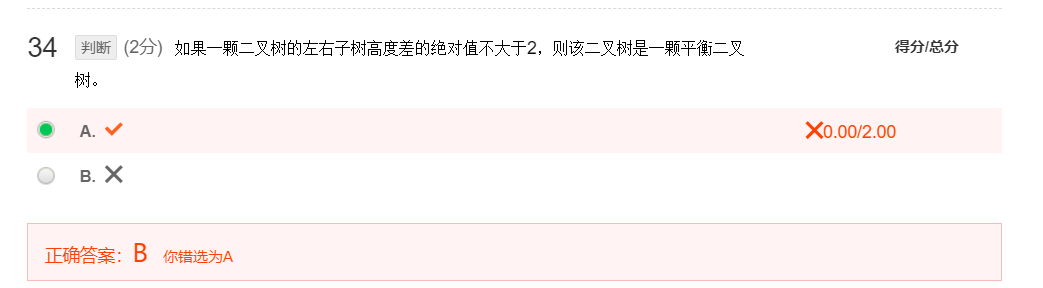 34 判断 (2分) 如果一颗二叉树的左右子树高度差的绝对值不大于2，则该二叉树是一颗平衡二叉 得分/总分
树。
A. ✔ ✕0.00/2.00
B. ✕
正确答案：B 你错选为A